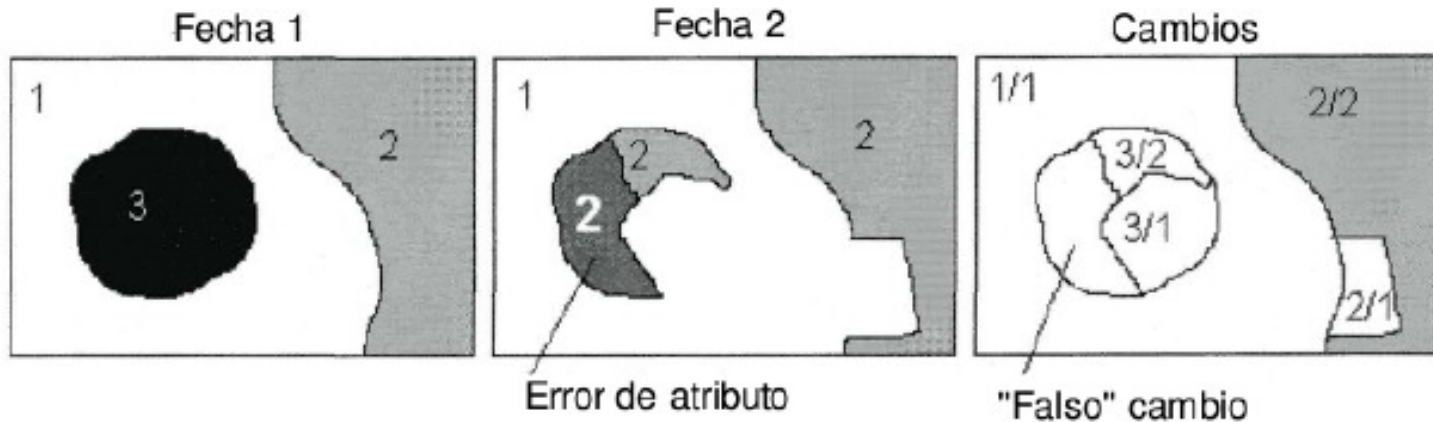 Fecha 1
Fecha 2
Cambios
1
3
2
1
2
2
2
Error de atributo
1/1
2/2
3/2
3/1
2/1
"Falso" cambio